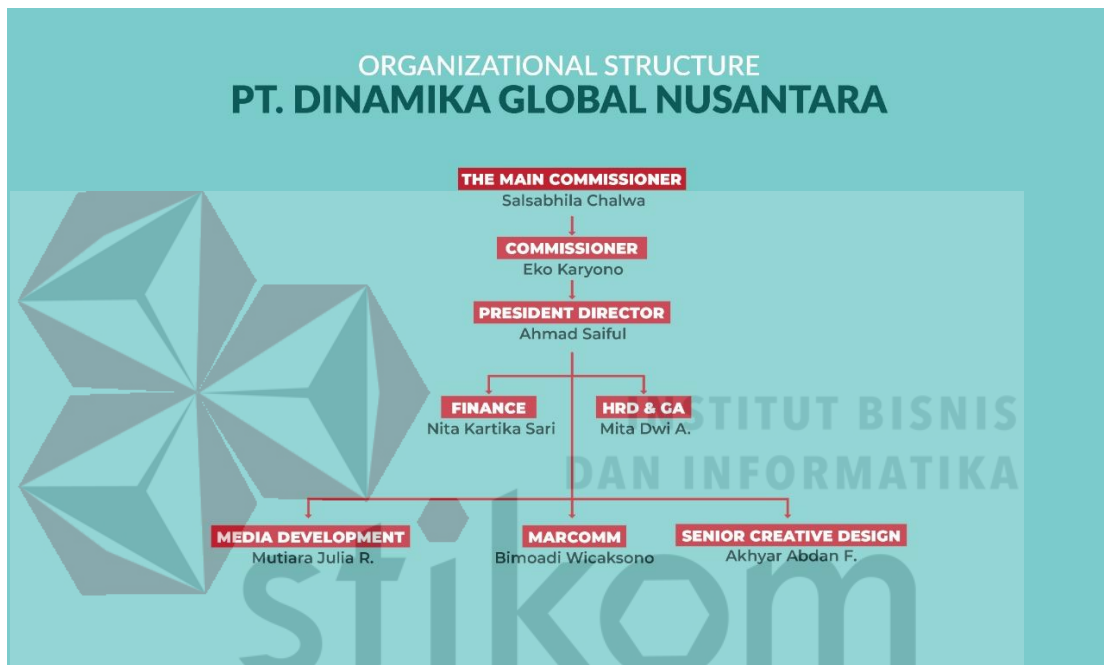 ORGANIZATIONAL STRUCTURE
PT. DINAMIKA GLOBAL NUSANTARA
THE MAIN COMMISSIONER
Salsabhila Chalwa
COMMISSIONER
Eko Karyono
PRESIDENT DIRECTOR
Ahmad Saiful
FINANCE
Nita Kartika Sari
HRD & GA
Mita Dwi A.
INSTITUT BISNIS
DAN INFORMATIKA
MEDIA DEVELOPMENT
Mutiara Julia R.
MARCOMM
Bimoadi Wicaksono
SENIOR CREATIVE DESIGN
Akhyar Abdan F.
stikom